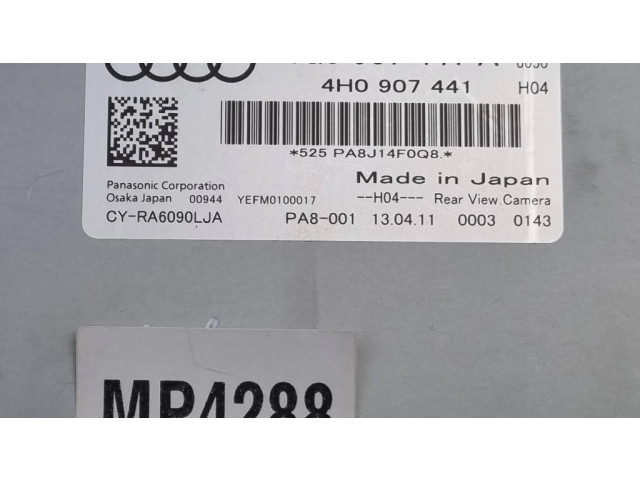 4H0 907 441 H04
*525 PA8J14F0Q8.*
Made in Japan
Panasonic Corporation
Osaka Japan 00944 YEFM0100017 --H04--- Rear View.Camera
CY-RA6090LJA PA8-001 13.04.11 0003 0143
MP4288